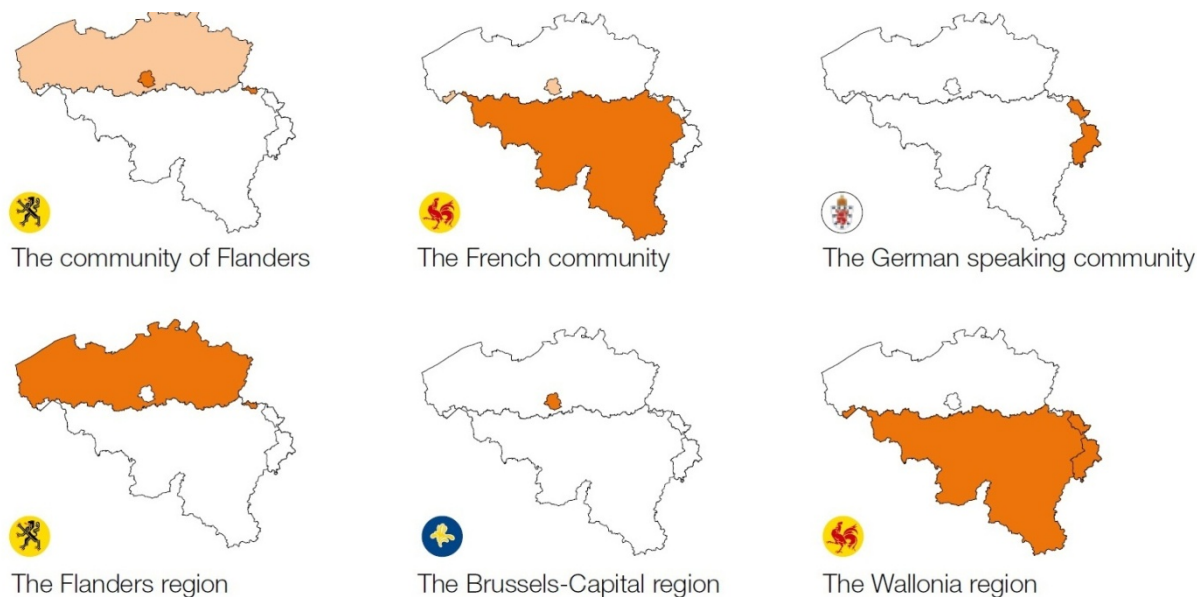 The community of Flanders
The French community
The German speaking community
The Flanders region
The Brussels-Capital region
The Wallonia region